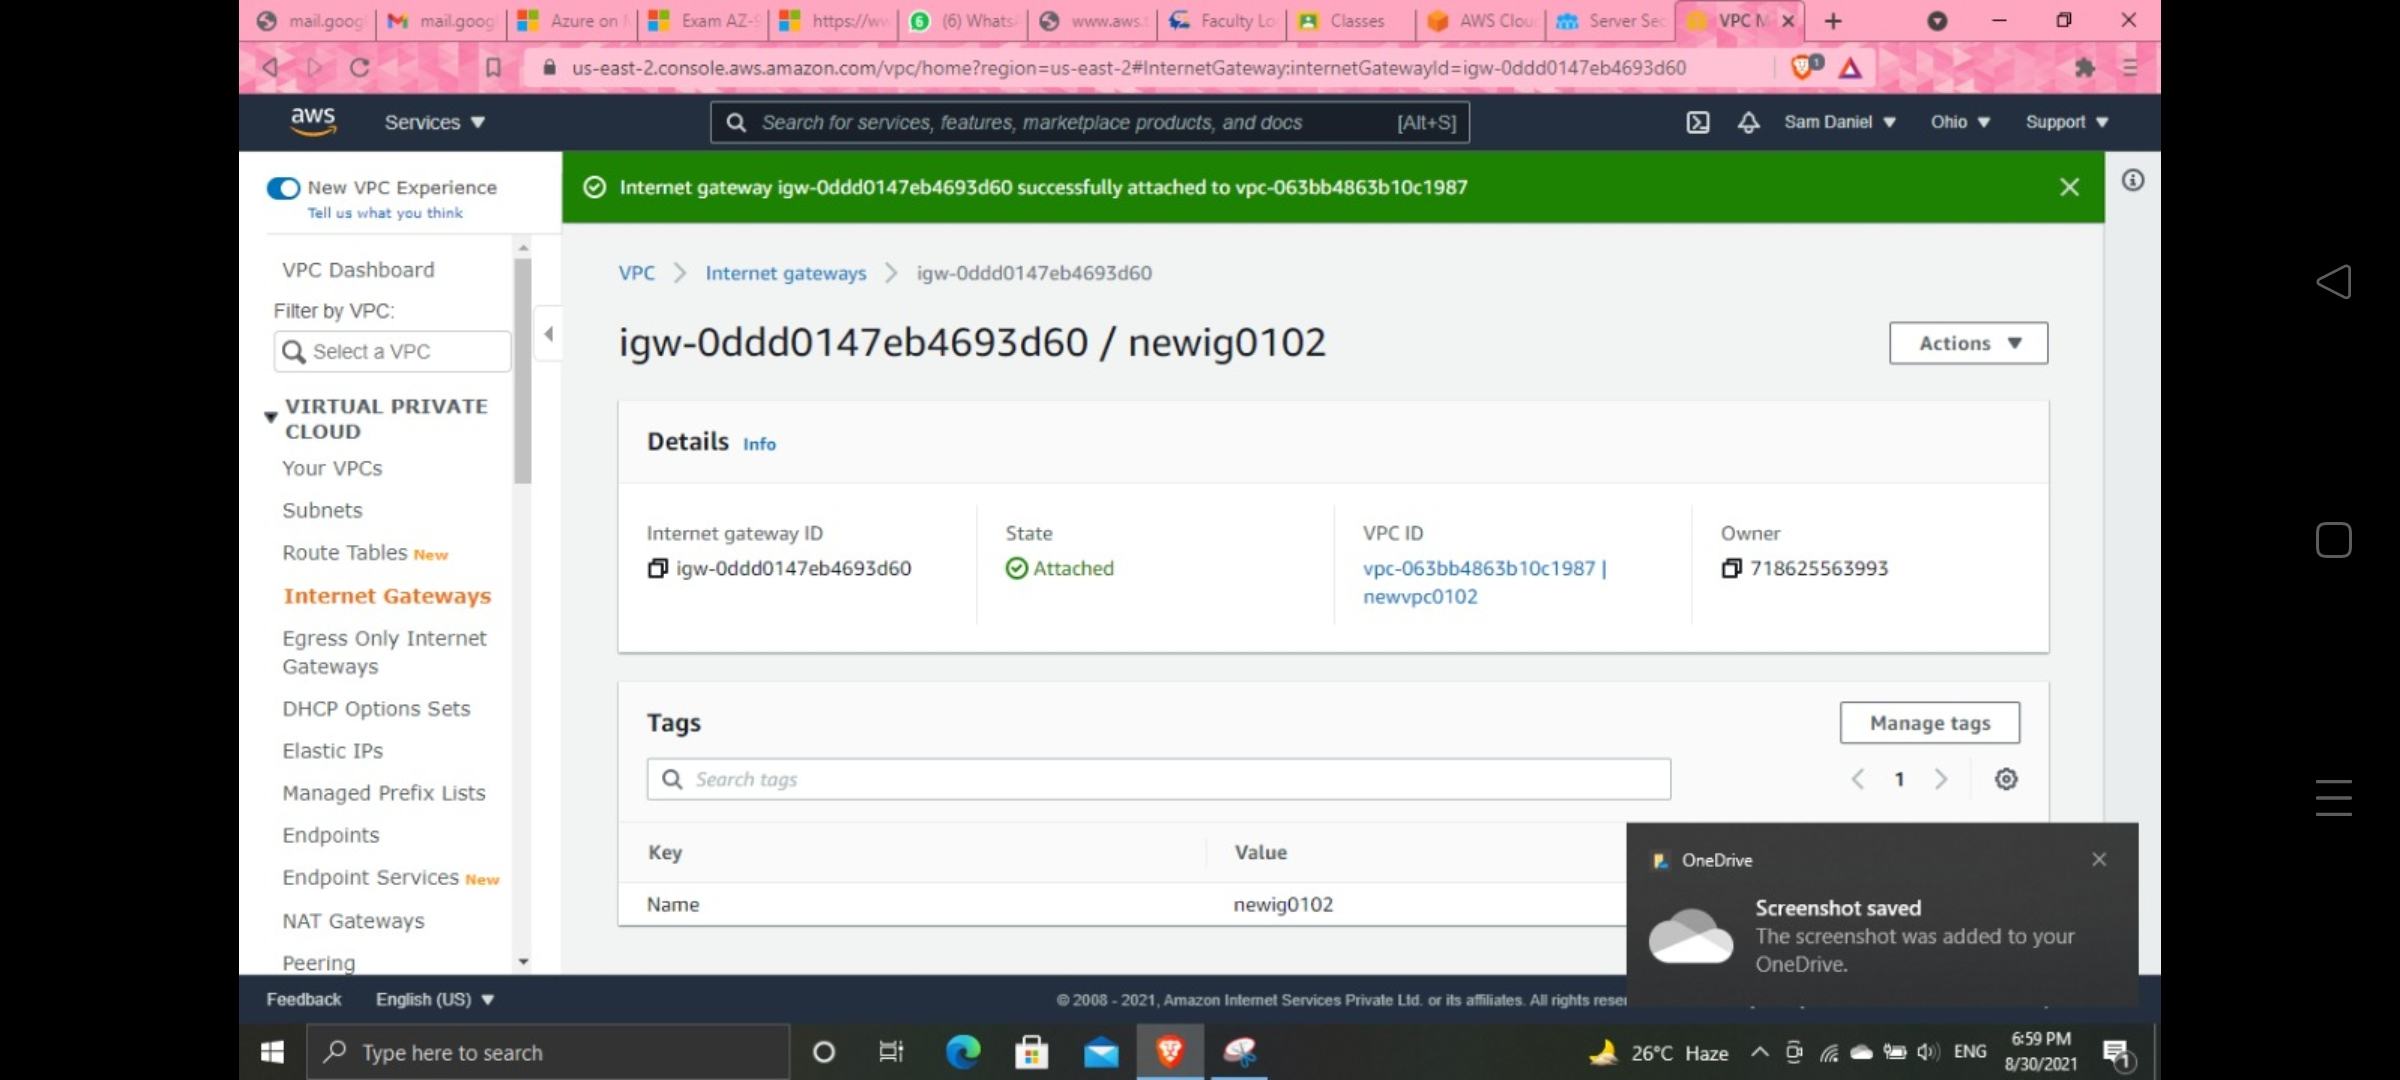 mail.goog
mail.goog
Azure on
Exam AZ-9
https://ww
(6) Whats
www.aws.
Faculty Lo
Classes
AWS Clou
Server Sec
VPC M
us-east-2.console.aws.amazon.com/vpc/home?region=us-east-2#InternetGateway:internetGatewayId=igw-0ddd0147eb4693d60
1
aws
Services
Search for services, features, marketplace products, and docs
[Alt+S]
Sam Daniel
Ohio
Support
New VPC Experience
Tell us what you think
Internet gateway igw-0ddd0147eb4693d60 successfully attached to vpc-063bb4863b10c1987
VPC Dashboard
Filter by VPC:
Select a VPC
VIRTUAL PRIVATE
CLOUD
Your VPCs
Subnets
Route Tables New
Internet Gateways
Egress Only Internet
Gateways
DHCP Options Sets
Elastic IPs
Managed Prefix Lists
Endpoints
Endpoint Services New
NAT Gateways
Peering
VPC > Internet gateways > igw-0ddd0147eb4693d60
igw-0ddd0147eb4693d60 / newig0102
Actions
Details Info
Internet gateway ID
igw-0ddd0147eb4693d60
State
Attached
VPC ID
vpc-063bb4863b10c1987 |
newvpc0102
Owner
718625563993
Tags
Manage tags
Search tags
1
Key
Value
Name
newig0102
OneDrive
Screenshot saved
The screenshot was added to your
OneDrive.
Feedback
English (US)
© 2008 - 2021, Amazon Internet Services Private Ltd. or its affiliates. All rights
Type here to search
26°C Haze
ENG
6:59 PM
8/30/2021
1